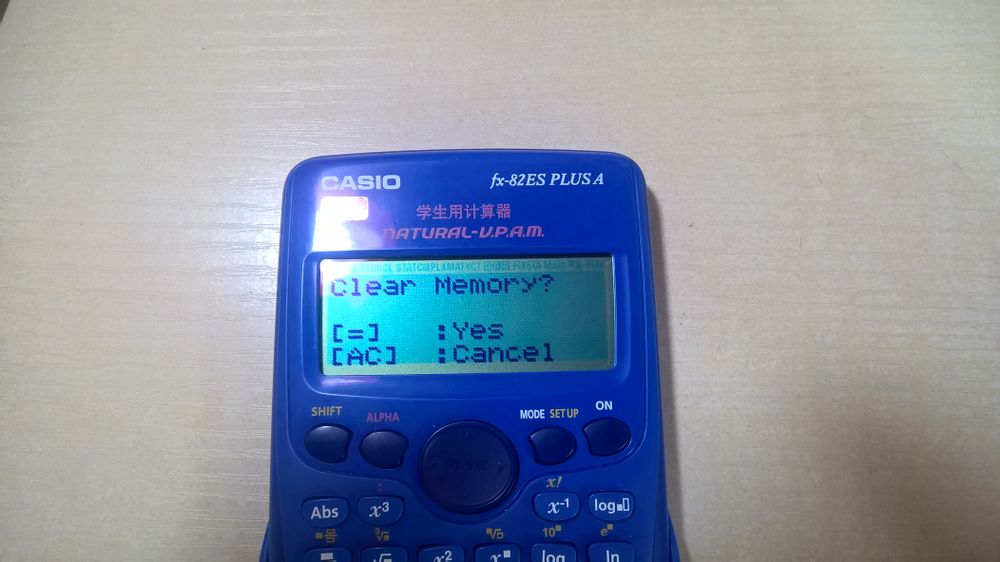 CASIO fx-82ES PLUS A
学生用计算器
NATURAL-V.P.A.M.
Clear Memory?
[=] :Yes
[AC] :Cancel
SHIFT ALPHA MODE SETUP ON
x!
Abs x³ x⁻¹ log
10 e
x² x log ln